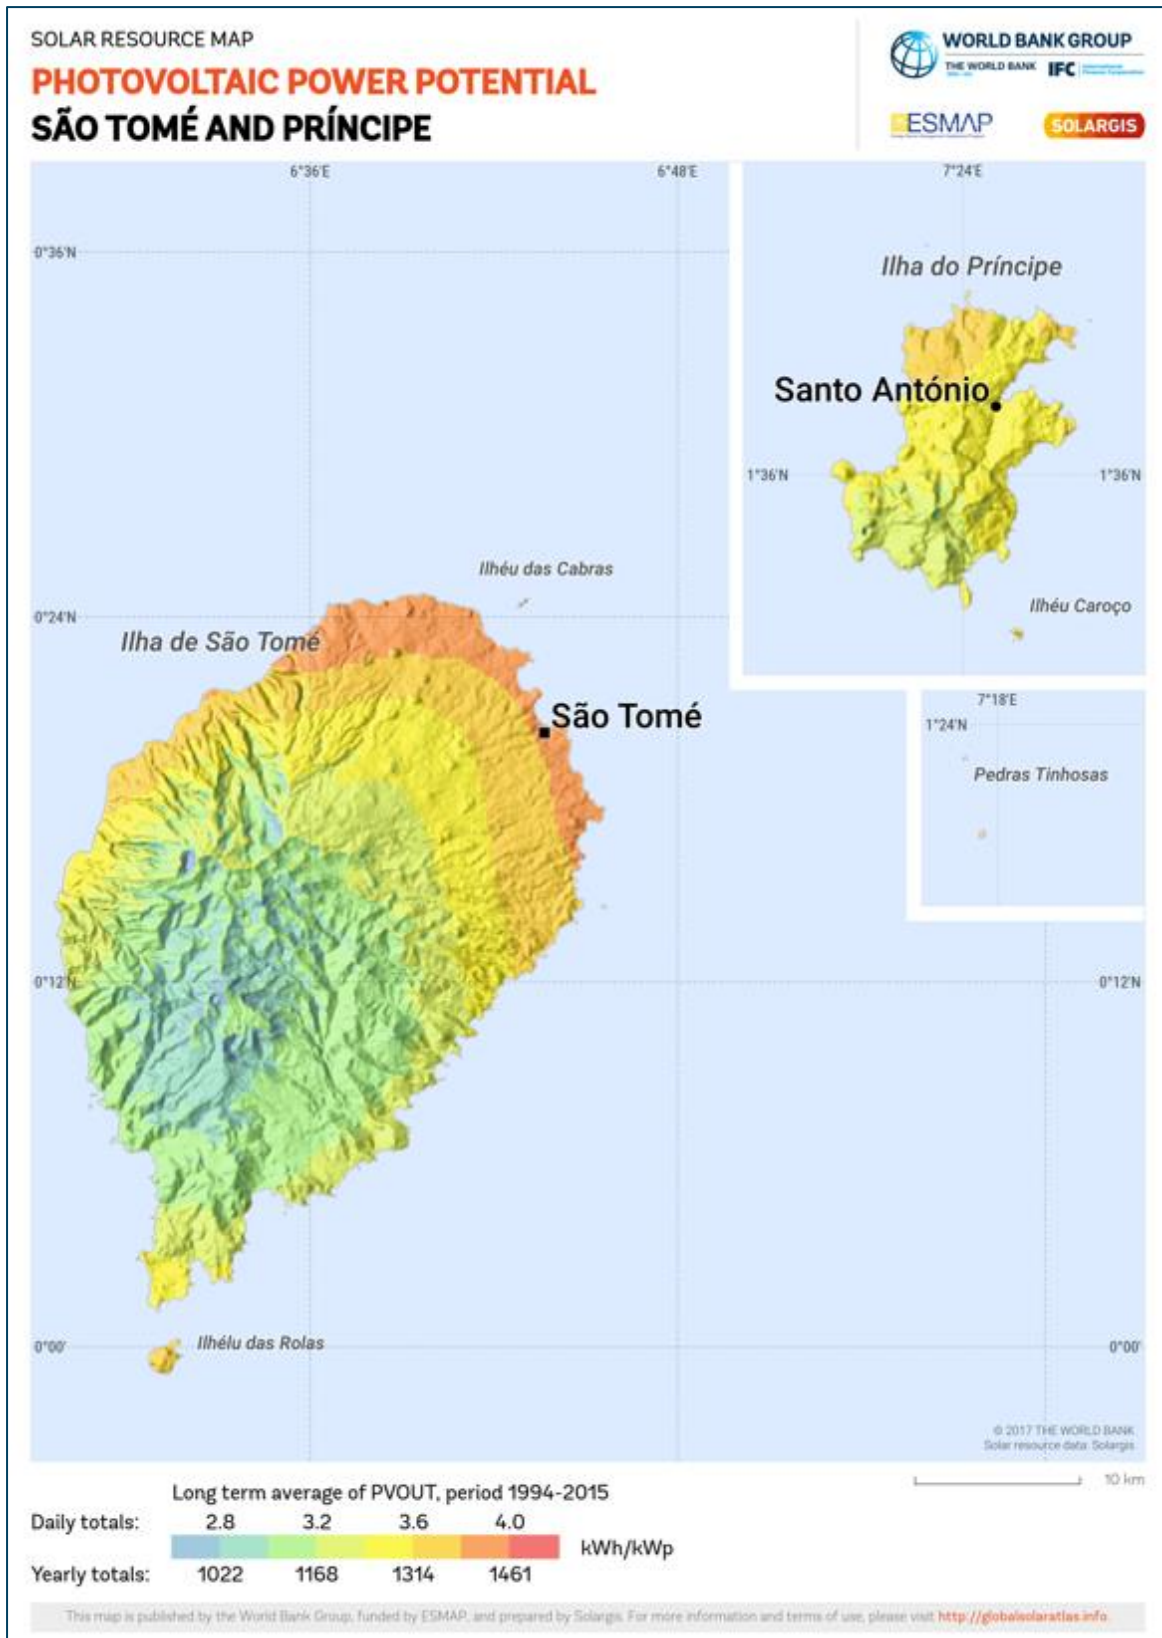 SOLAR RESOURCE MAP
PHOTOVOLTAIC POWER POTENTIAL
SÃO TOMÉ AND PRÍNCIPE
WORLD BANK GROUP
THE WORLD BANK IFC International Finance Corporation
ESMAP
SOLARGIS
6°36'E 6°48'E 7°24'E
0°36'N
Ilha do Príncipe
Santo António
1°36'N 1°36'N
Ilhéu das Cabras
Ilhéu Caroço
0°24'N
Ilha de São Tomé
7°18'E
São Tomé
1°24'N
Pedras Tinhosas
0°12'N 0°12'N
0°00' Ilhélu das Rolas 0°00'
© 2017 THE WORLD BANK
Solar resource data: Solargis
10 km
Long term average of PVOUT, period 1994-2015
Daily totals: 2.8 3.2 3.6 4.0
kWh/kWp
Yearly totals: 1022 1168 1314 1461
This map is published by the World Bank Group, funded by ESMAP, and prepared by Solargis. For more information and terms of use, please visit http://globalsolaratlas.info.